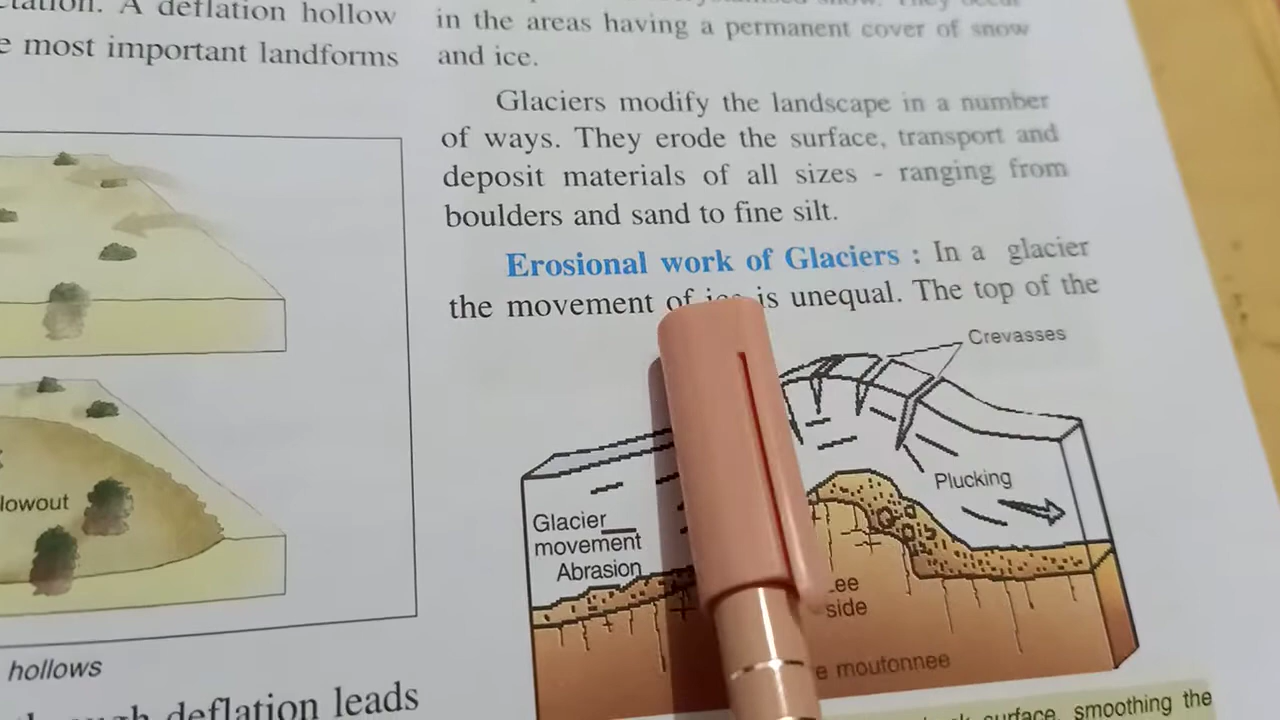 A deflation hollow
most important landforms
lowout
hollows
deflation leads
in the areas having a permanent cover of snow
and ice.
Glaciers modify the landscape in a number
of ways. They erode the surface, transport and
deposit materials of all sizes - ranging from
boulders and sand to fine silt.
Erosional work of Glaciers : In a glacier
the movement of is unequal. The top of the
Crevasses
Plucking
Glacier
movement
Abrasion
side
moutonnee
surface, smoothing the